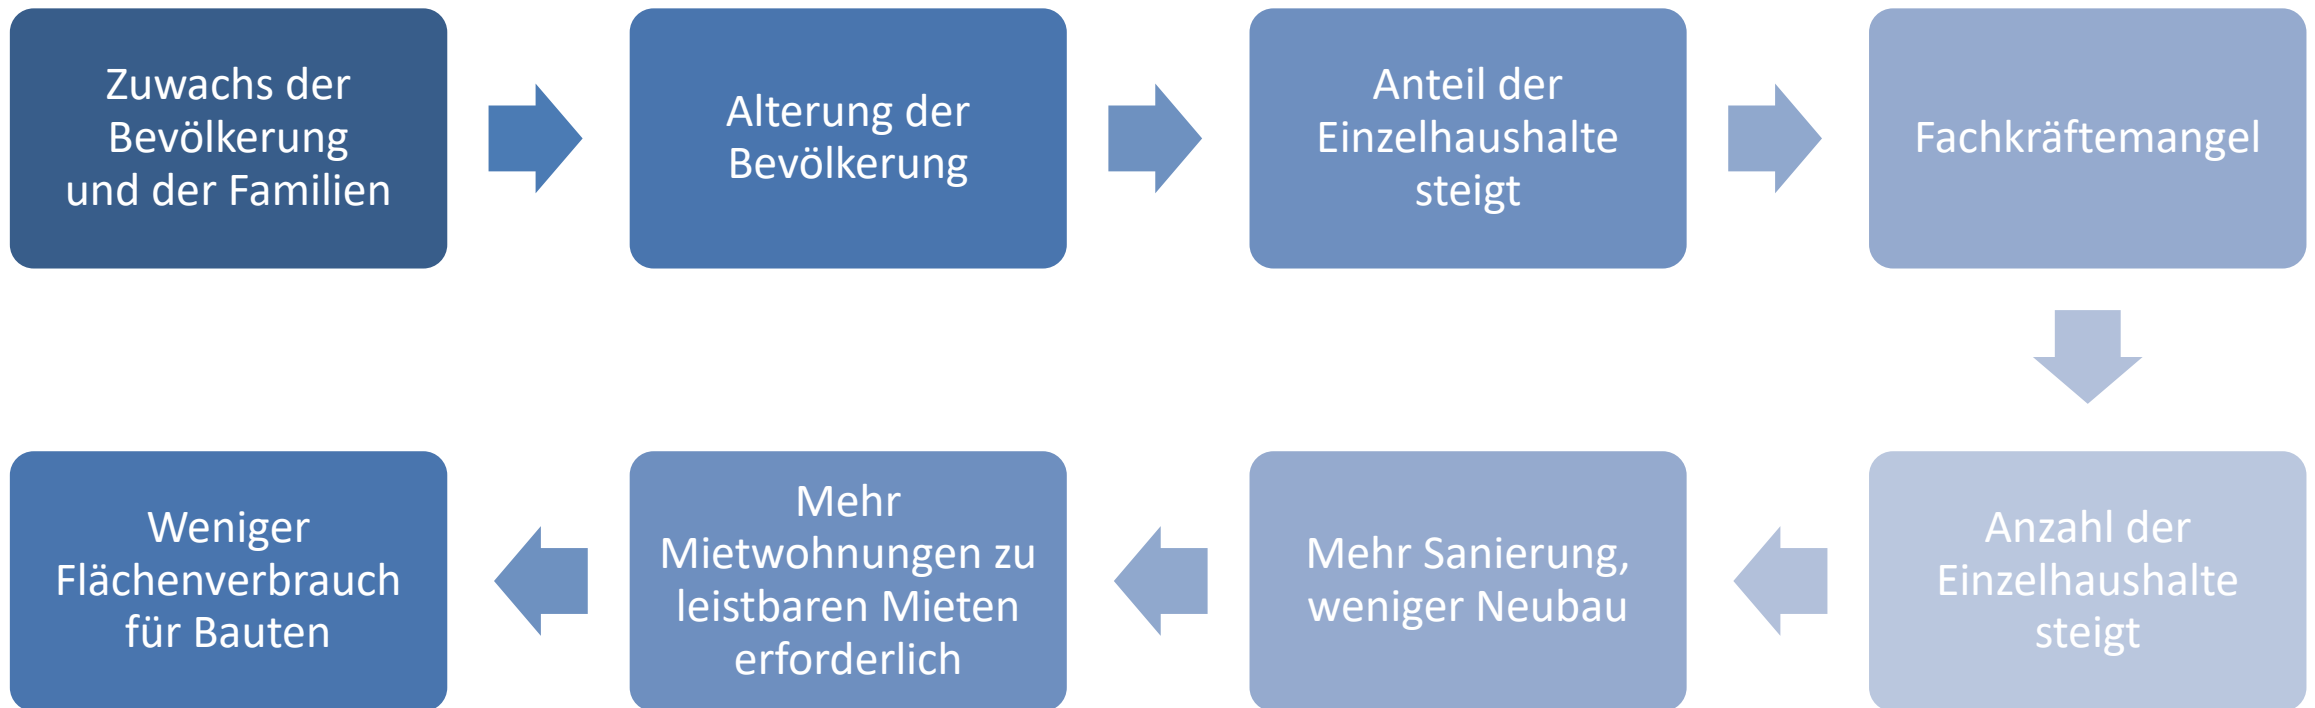 Zuwachs der
Bevölkerung
und der Familien
Alterung der
Bevölkerung
Anteil der
Einzelhaushalte
steigt
Fachkräftemangel
Anzahl der
Einzelhaushalte
steigt
Mehr Sanierung,
weniger Neubau
Mehr
Mietwohnungen zu
leistbaren Mieten
erforderlich
Weniger
Flächenverbrauch
für Bauten